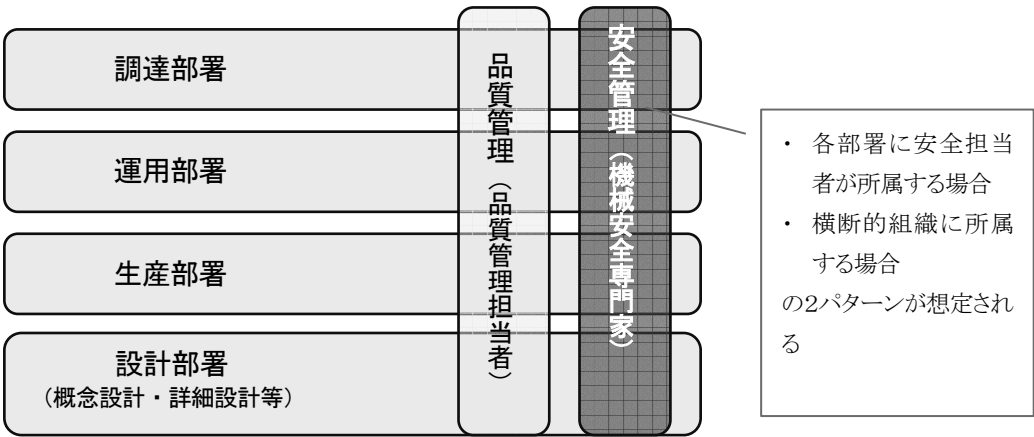 調達部署
運用部署
生産部署
設計部署
(概念設計・詳細設計等)
品質管理(品質管理担当者)
安全管理(機械安全専門家)
・ 各部署に安全担当
者が所属する場合
・ 横断的組織に所属
する場合
の2パターンが想定され
る